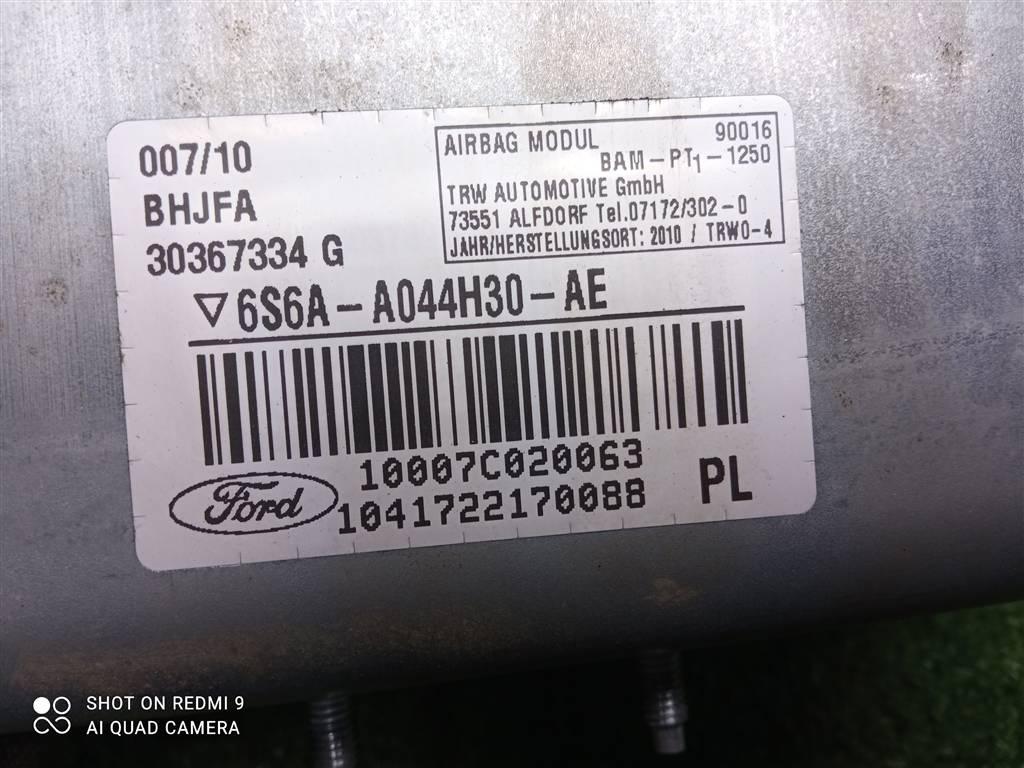 007/10
BHJFA
30367334 G
AIRBAG MODUL 90016
BAM-PT1-1250
TRW AUTOMOTIVE GmbH
73551 ALFDORF Tel.07172/302-0
JAHR/HERSTELLUNGSORT: 2010 / TRWO-4
▽6S6A-A044H30-AE
10007C020063
Ford 1041722170088 PL
SHOT ON REDMI 9
AI QUAD CAMERA